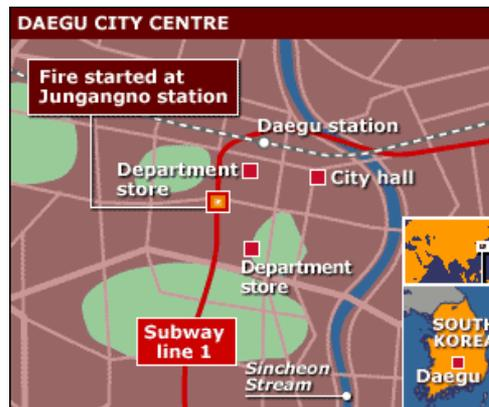 DAEGU CITY CENTRE
Fire started at
Jungangno station
Daegu station
Department
store
City hall
Department
store
Subway
line 1
Sincheon
Stream
SOUTH
KOREA
Daegu